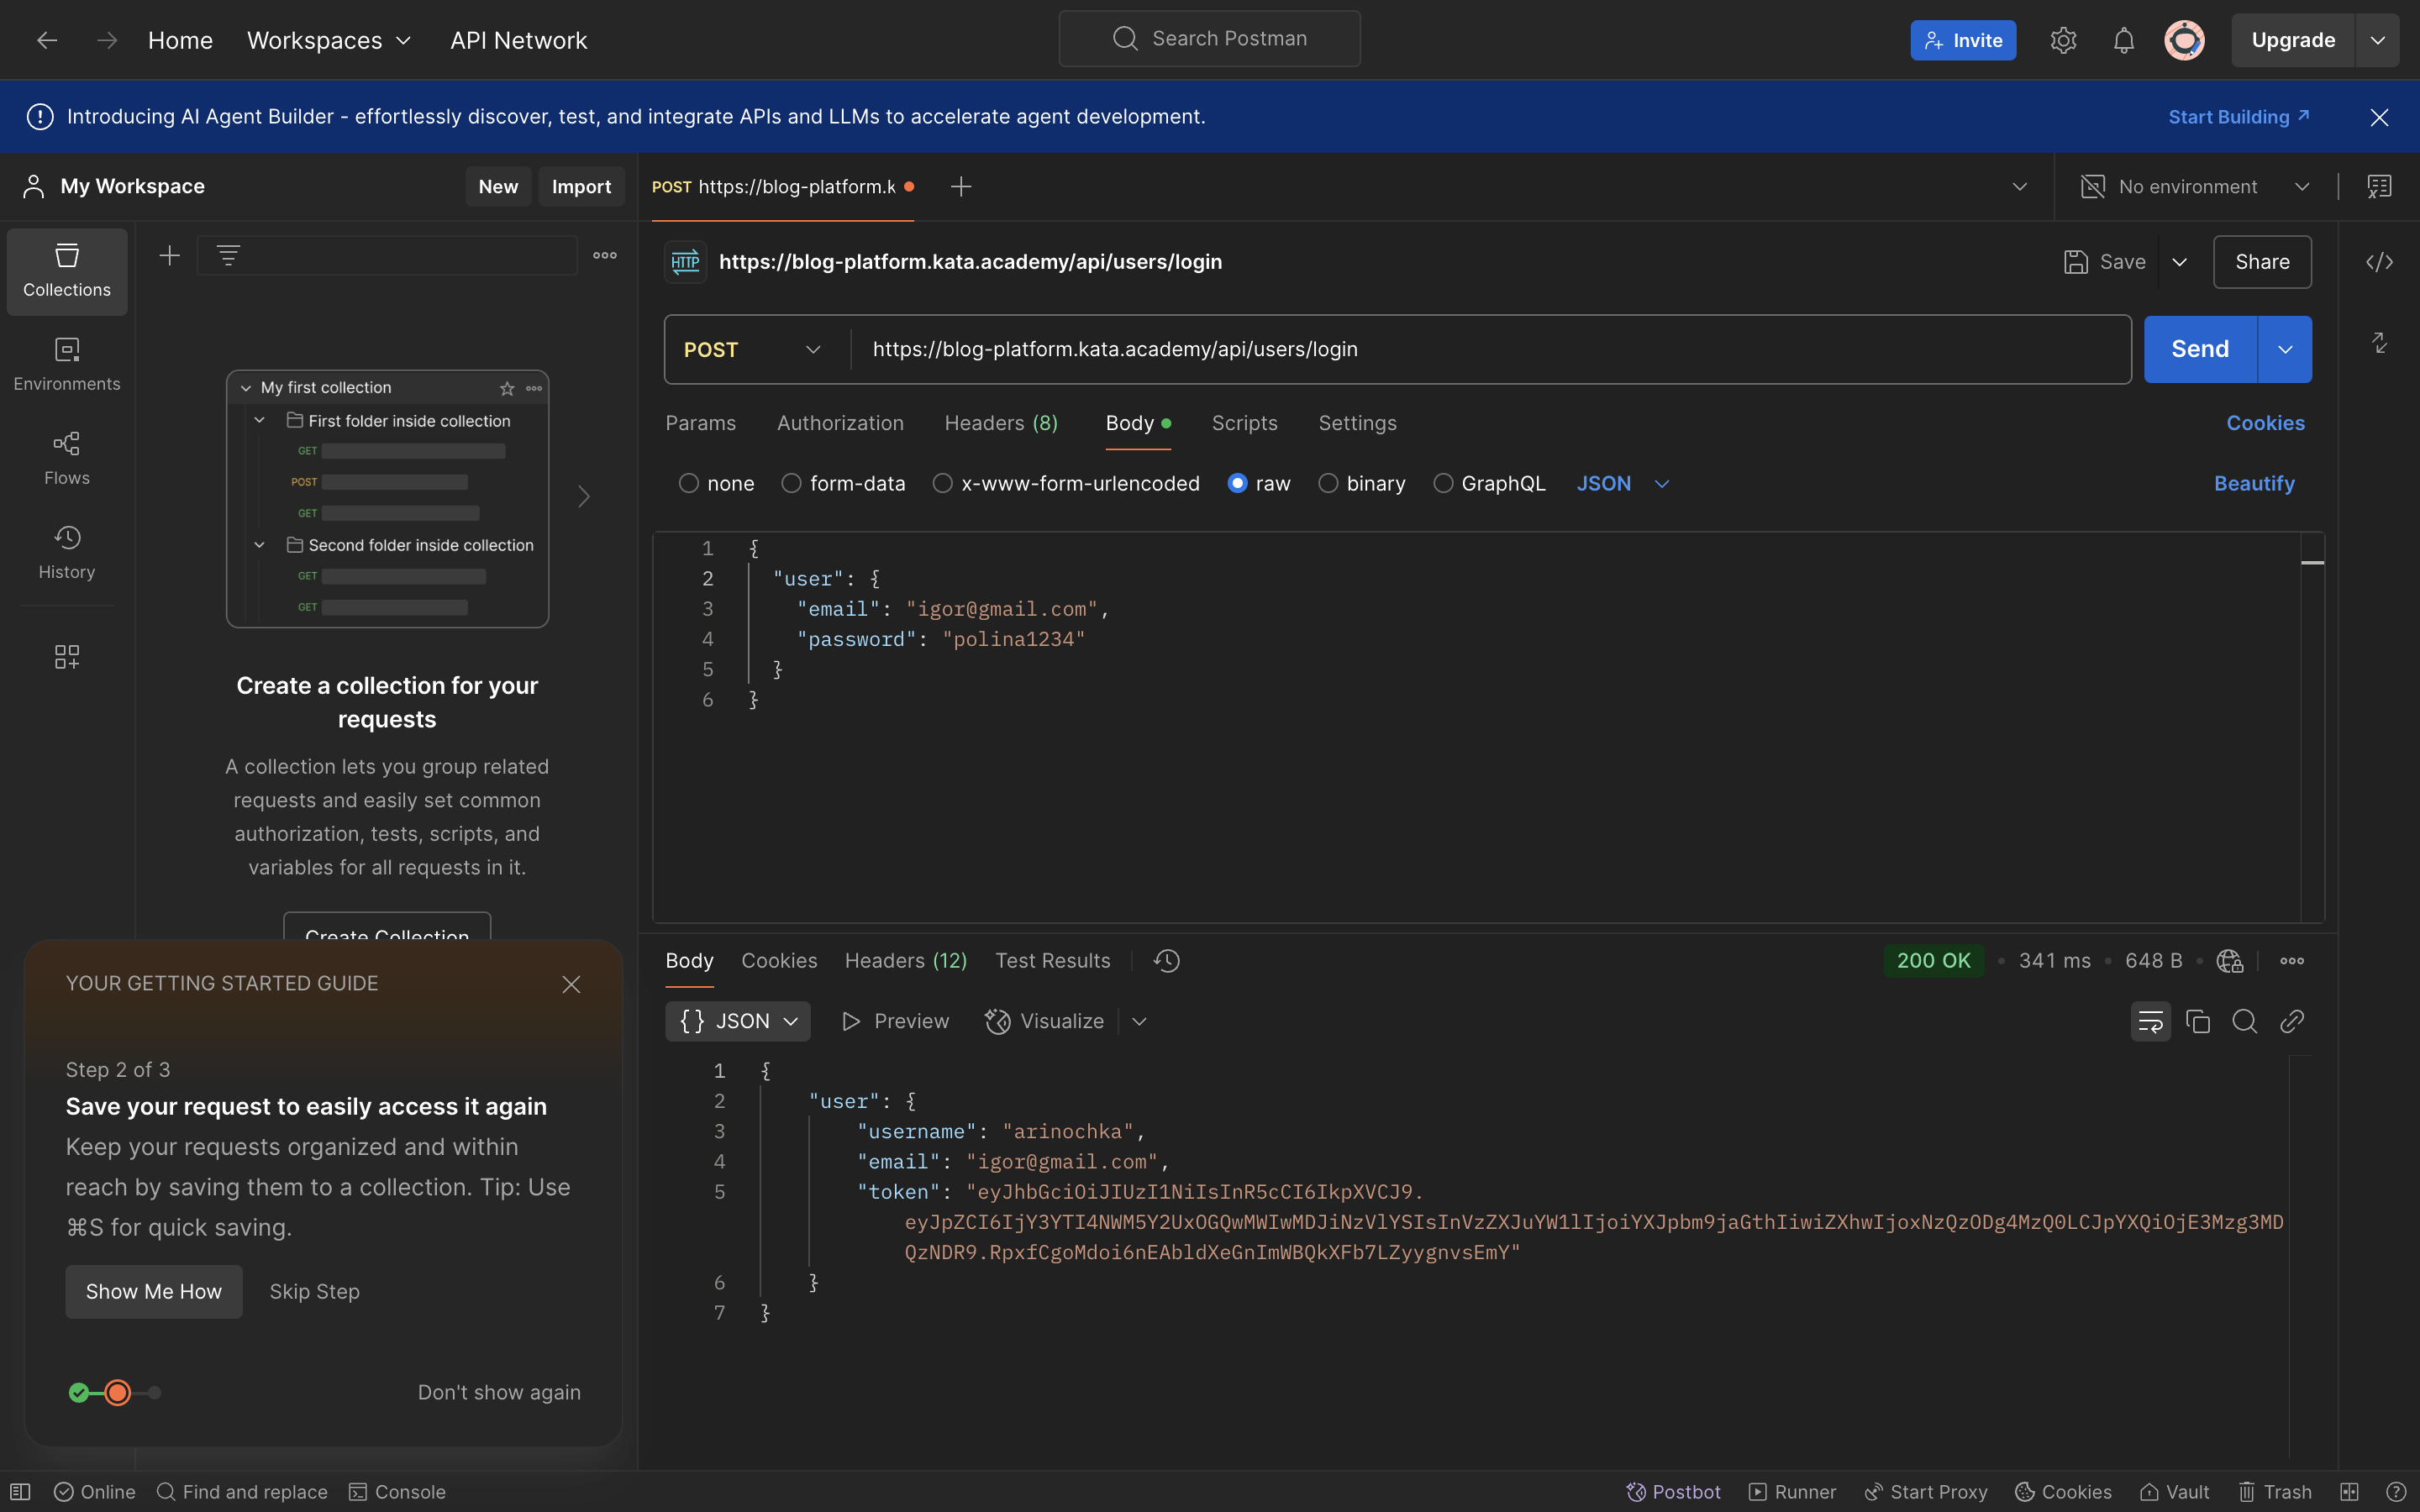 Home Workspaces API Network Search Postman Invite Upgrade
Introducing AI Agent Builder - effortlessly discover, test, and integrate APIs and LLMs to accelerate agent development. Start Building
My Workspace New Import POST https://blog-platform.k No environment
Collections
Environments
Flows
History
My first collection
First folder inside collection
GET
POST
GET
Second folder inside collection
GET
GET
Create a collection for your
requests
A collection lets you group related
requests and easily set common
authorization, tests, scripts, and
variables for all requests in it.
Create Collection
YOUR GETTING STARTED GUIDE
Step 2 of 3
Save your request to easily access it again
Keep your requests organized and within
reach by saving them to a collection. Tip: Use
⌘S for quick saving.
Show Me How Skip Step
Don't show again
HTTP https://blog-platform.kata.academy/api/users/login Save Share
POST https://blog-platform.kata.academy/api/users/login Send
Params Authorization Headers (8) Body Scripts Settings Cookies
none form-data x-www-form-urlencoded raw binary GraphQL JSON Beautify
1 {
2 "user": {
3 "email": "igor@gmail.com",
4 "password": "polina1234"
5 }
6 }
Body Cookies Headers (12) Test Results 200 OK • 341 ms • 648 B
{} JSON Preview Visualize
1 {
2 "user": {
3 "username": "arinochka",
4 "email": "igor@gmail.com",
5 "token": "eyJhbGciOiJIUzI1NiIsInR5cCI6IkpXVCJ9.
eyJpZCI6IjY3YTI4NWM5Y2UxOGQwMWIwMDJiNzVlYSIsInVzZXJuYW1lIjoiYXJpbm9jaGthIiwiZXhwIjoxNzQzODg4MzQ0LCJpYXQiOjE3Mzg3MD
QzNDR9.RpxfCgoMdoi6nEAbldXeGnImWBQkXFb7LZyygnvsEmY"
6 }
7 }
Online Find and replace Console Postbot Runner Start Proxy Cookies Vault Trash